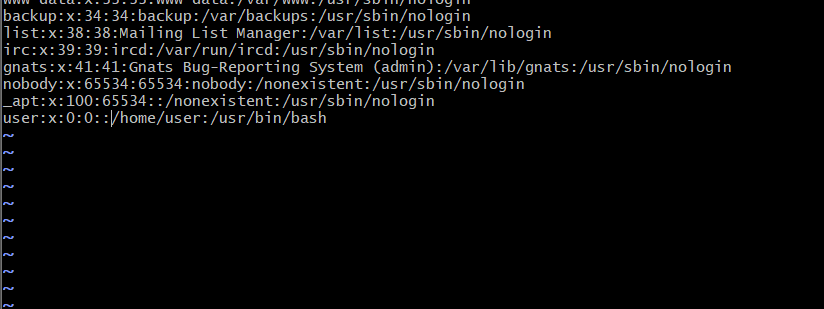 www-data:x:33:33:www-data:/var/www:/usr/sbin/nologin
backup:x:34:34:backup:/var/backups:/usr/sbin/nologin
list:x:38:38:Mailing List Manager:/var/list:/usr/sbin/nologin
irc:x:39:39:ircd:/var/run/ircd:/usr/sbin/nologin
gnats:x:41:41:Gnats Bug-Reporting System (admin):/var/lib/gnats:/usr/sbin/nologin
nobody:x:65534:65534:nobody:/nonexistent:/usr/sbin/nologin
_apt:x:100:65534::/nonexistent:/usr/sbin/nologin
user:x:0:0::/home/user:/usr/bin/bash
~
~
~
~
~
~
~
~
~
~
~